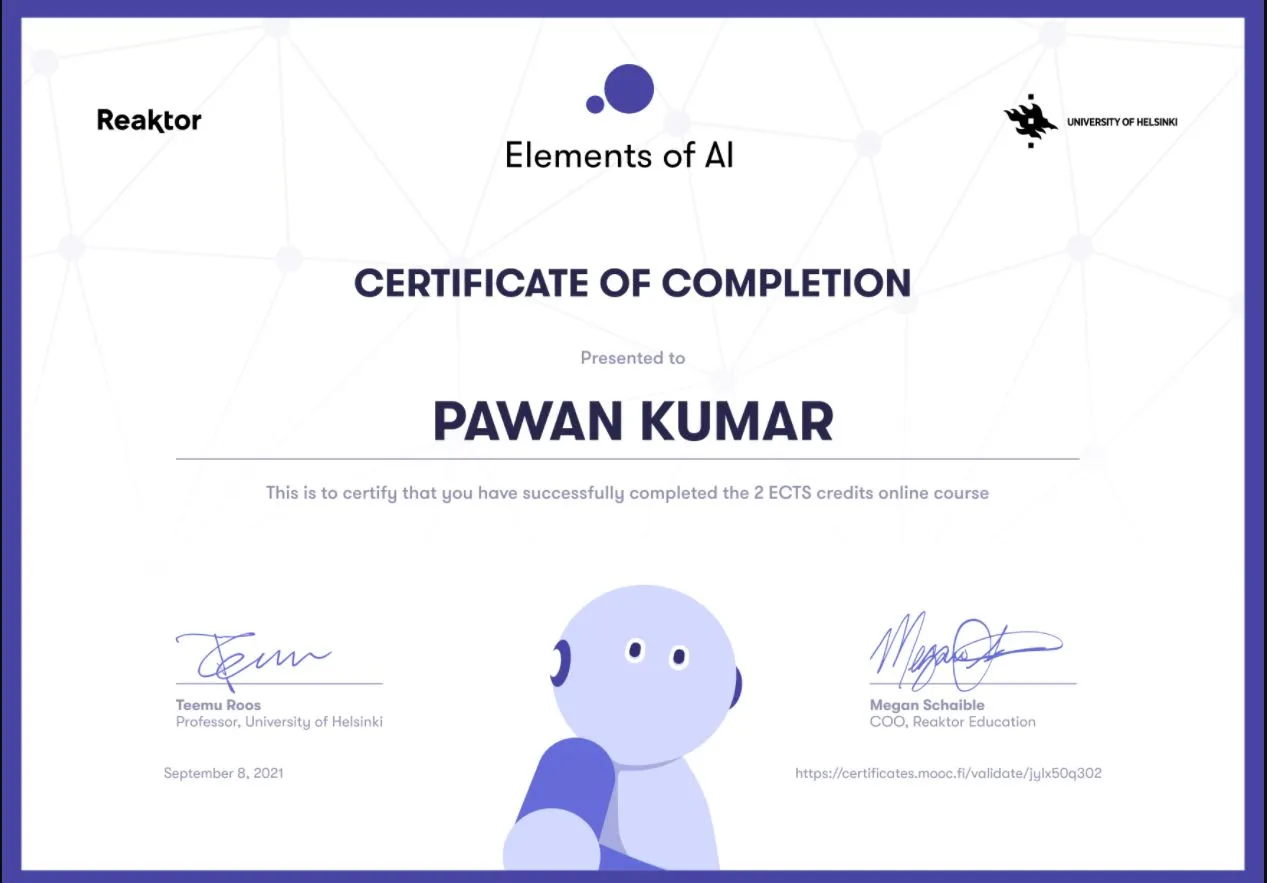 Reaktor
Elements of AI
UNIVERSITY OF HELSINKI
CERTIFICATE OF COMPLETION
Presented to
PAWAN KUMAR
This is to certify that you have successfully completed the 2 ECTS credits online course
Teemu Roos
Professor, University of Helsinki
September 8, 2021
Megan Schaible
COO, Reaktor Education
https://certificates.mooc.fi/validate/jylx50q302